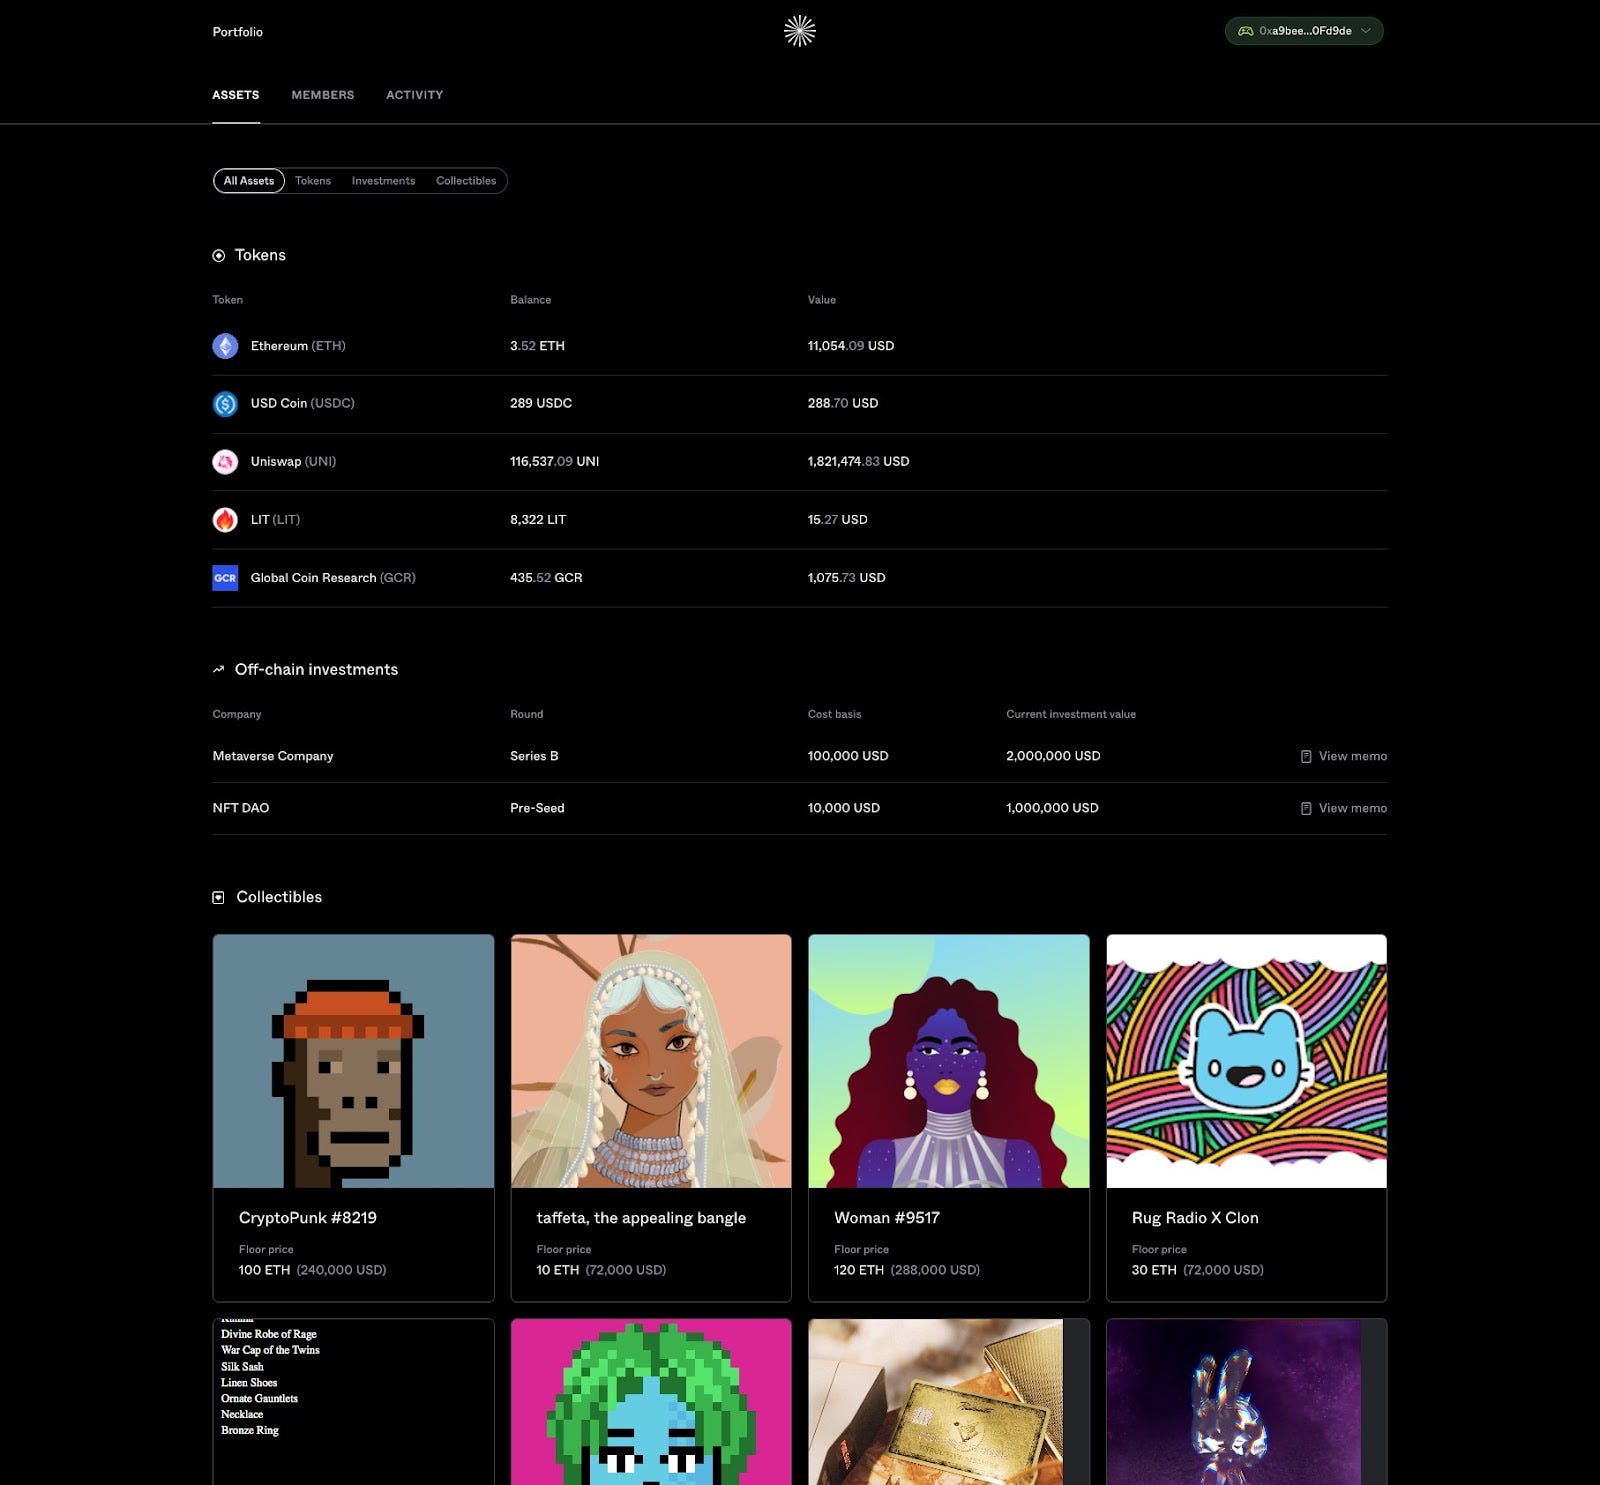 Portfolio
0xa9bee...0Fd9de
ASSETS MEMBERS ACTIVITY
All Assets Tokens Investments Collectibles
Tokens
Token Balance Value
Ethereum (ETH) 3.52 ETH 11,054.09 USD
USD Coin (USDC) 289 USDC 288.70 USD
Uniswap (UNI) 116,537.09 UNI 1,821,474.83 USD
LIT (LIT) 8,322 LIT 15.27 USD
GCR Global Coin Research (GCR) 435.52 GCR 1,075.73 USD
Off-chain investments
Company Round Cost basis Current investment value
Metaverse Company Series B 100,000 USD 2,000,000 USD View memo
NFT DAO Pre-Seed 10,000 USD 1,000,000 USD View memo
Collectibles
CryptoPunk #8219
Floor price
100 ETH (240,000 USD)
taffeta, the appealing bangle
Floor price
10 ETH (72,000 USD)
Woman #9517
Floor price
120 ETH (288,000 USD)
Rug Radio X Clon
Floor price
30 ETH (72,000 USD)
Divine Robe of Rage
War Cap of the Twins
Silk Sash
Linen Shoes
Ornate Gauntlets
Necklace
Bronze Ring